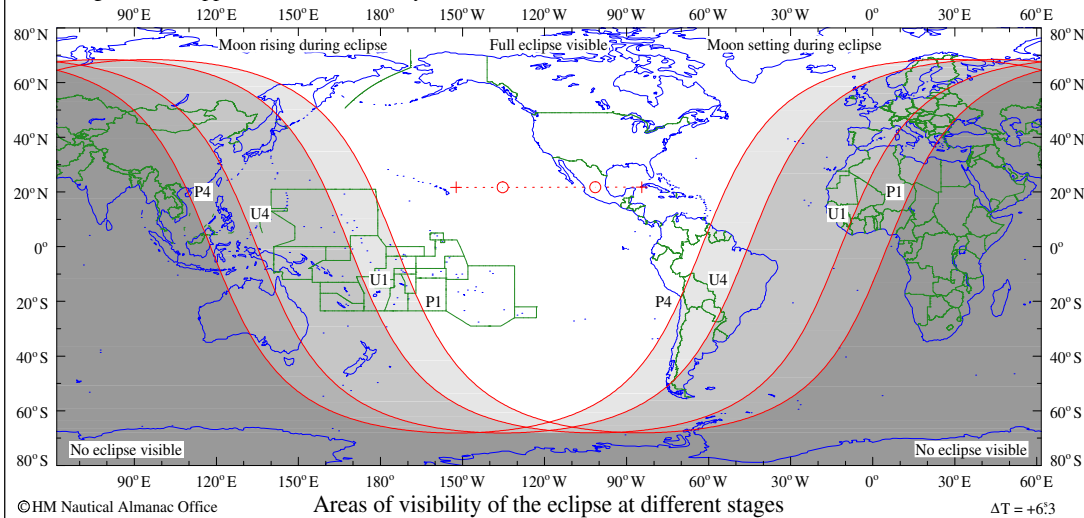 90°E 120°E 150°E 180° 150°W 120°W 90°W 60°W 30°W 0° 30°E 60°E
80°N Moon rising during eclipse Full eclipse visible Moon setting during eclipse 80°N
60°N 60°N
40°N 40°N
20°N P4 P1 20°N
U4 U1
0° 0°
U1 U4
20°S P1 P4 20°S
40°S 40°S
60°S 60°S
No eclipse visible No eclipse visible
80°S 80°S
90°E 120°E 150°E 180° 150°W 120°W 90°W 60°W 30°W 0° 30°E 60°E
©HM Nautical Almanac Office Areas of visibility of the eclipse at different stages ΔT = +6ˢ.3